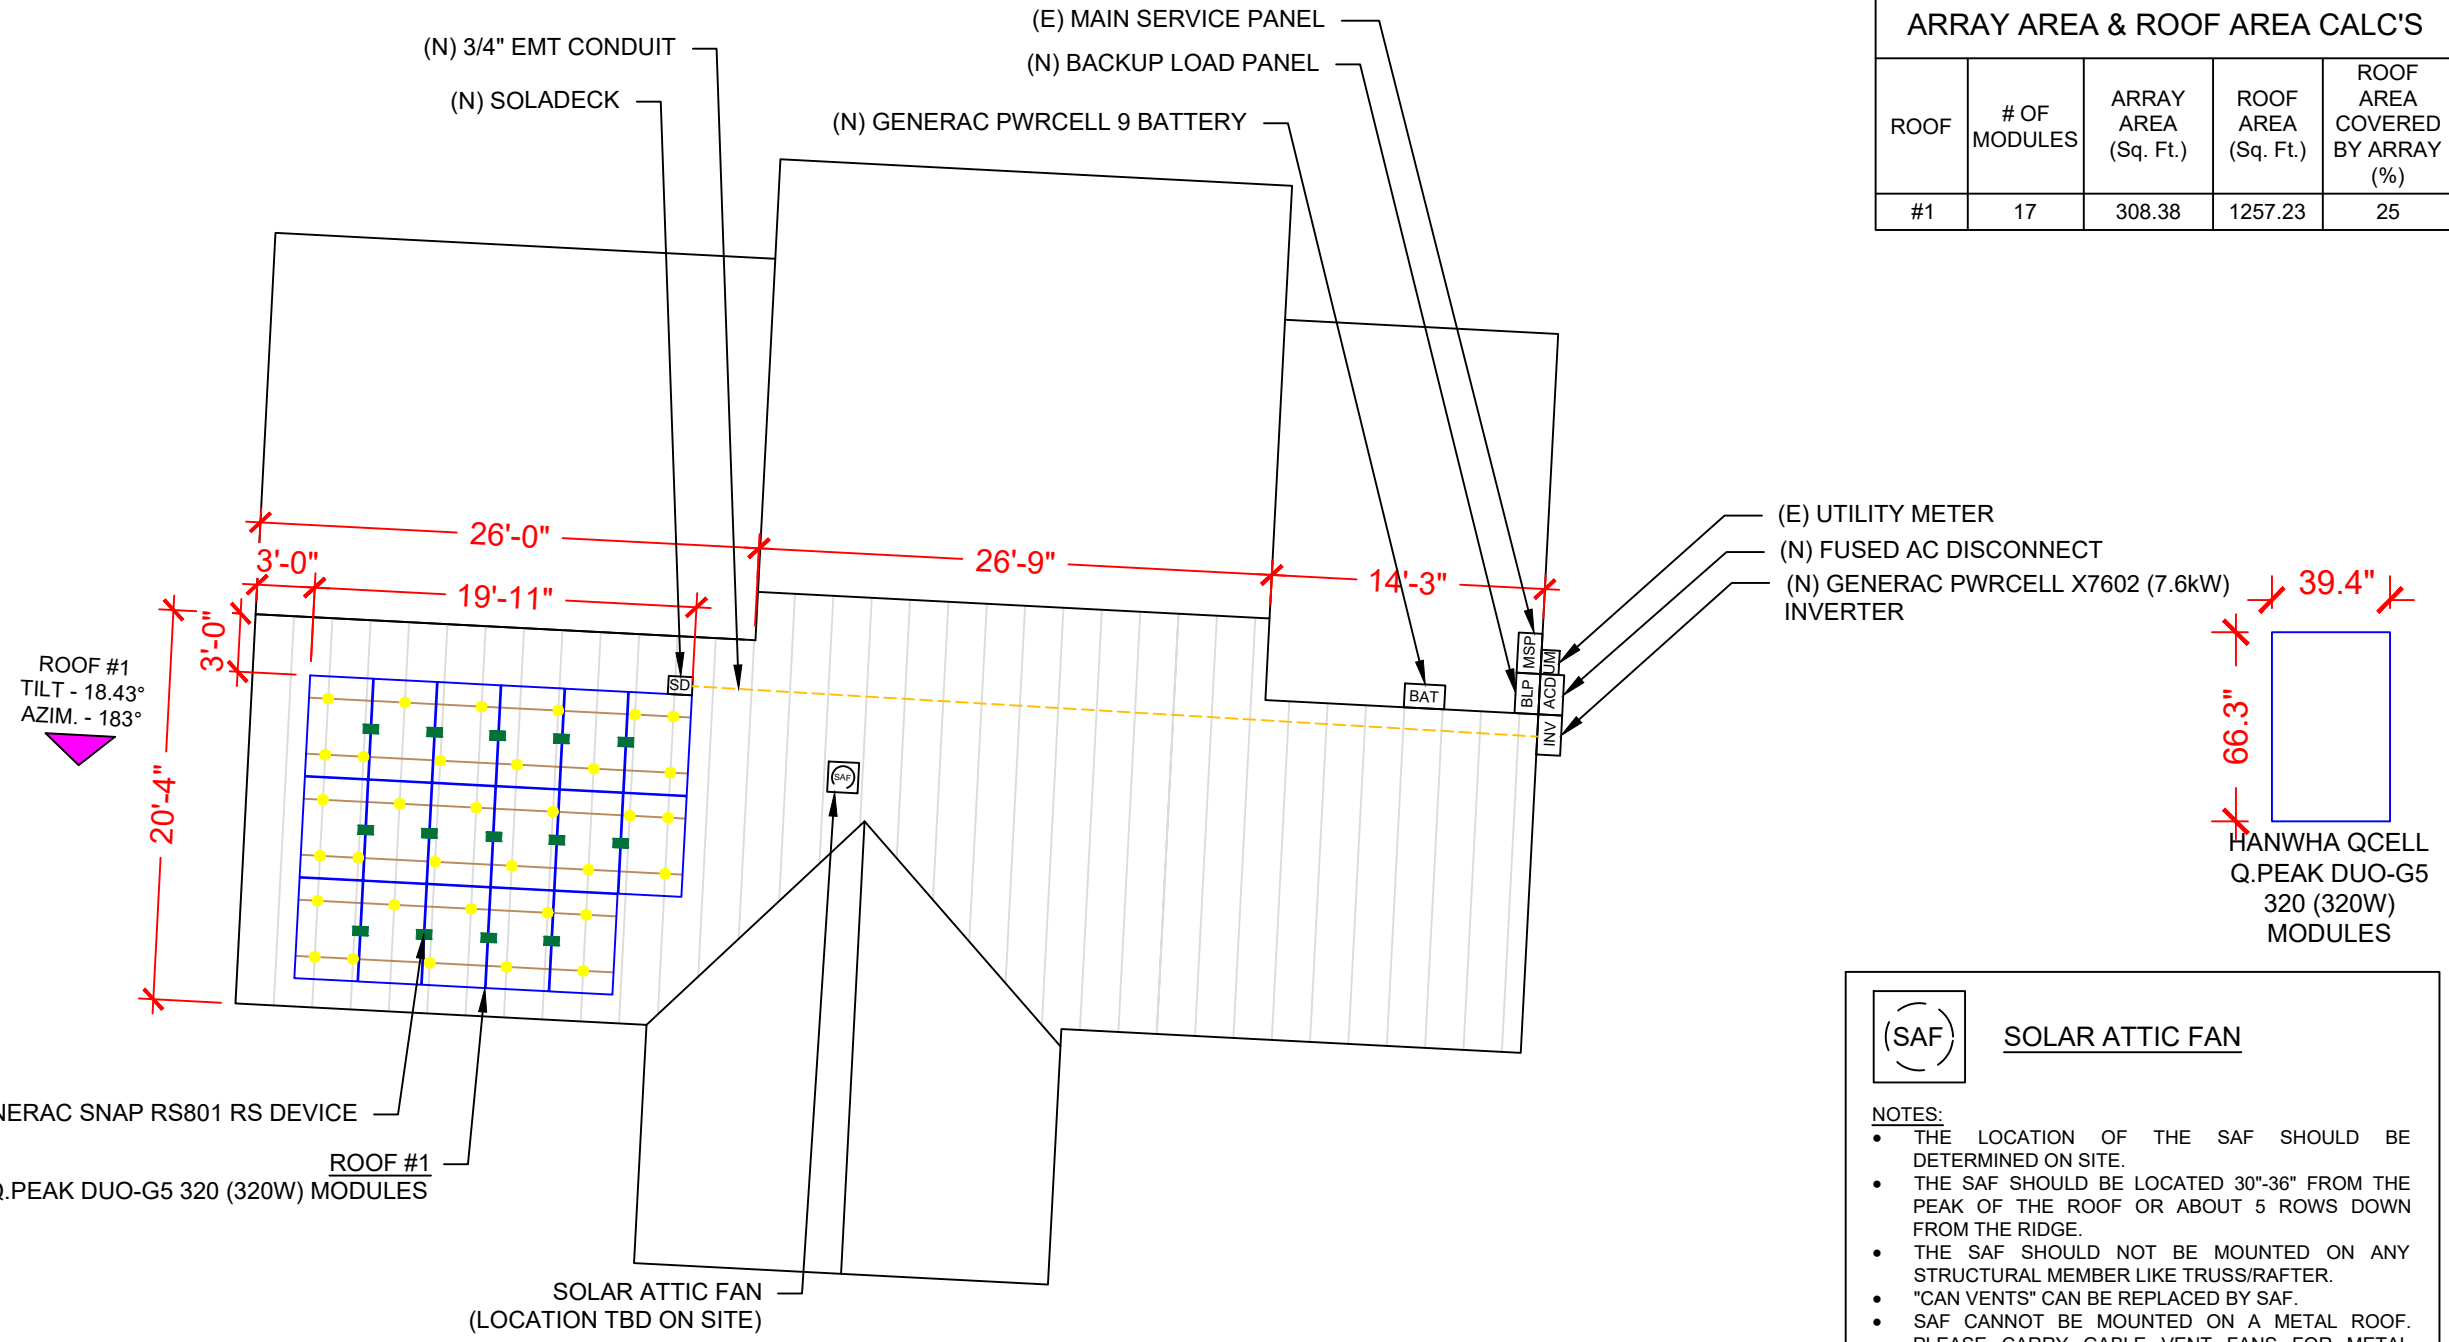 (E) MAIN SERVICE PANEL
(N) 3/4" EMT CONDUIT
(N) BACKUP LOAD PANEL
(N) SOLADECK
(N) GENERAC PWRCELL 9 BATTERY
ARRAY AREA & ROOF AREA CALC'S
ROOF
# OF
MODULES
ARRAY
AREA
(Sq. Ft.)
ROOF
AREA
(Sq. Ft.)
ROOF
AREA
COVERED
BY ARRAY
(%)
#1
17
308.38
1257.23
25
26'-0"
26'-9"
14'-3"
3'-0"
19'-11"
3'-0"
20'-4"
ROOF #1
TILT - 18.43°
AZIM. - 183°
SD
SAF
BAT
MSP
BLP
UM
ACD
INV
(E) UTILITY METER
(N) FUSED AC DISCONNECT
(N) GENERAC PWRCELL X7602 (7.6kW)
INVERTER
39.4"
66.3"
HANWHA QCELL
Q.PEAK DUO-G5
320 (320W)
MODULES
NERAC SNAP RS801 RS DEVICE
ROOF #1
Q.PEAK DUO-G5 320 (320W) MODULES
SOLAR ATTIC FAN
(LOCATION TBD ON SITE)
SAF
SOLAR ATTIC FAN
NOTES:
• THE LOCATION OF THE SAF SHOULD BE
DETERMINED ON SITE.
• THE SAF SHOULD BE LOCATED 30"-36" FROM THE
PEAK OF THE ROOF OR ABOUT 5 ROWS DOWN
FROM THE RIDGE.
• THE SAF SHOULD NOT BE MOUNTED ON ANY
STRUCTURAL MEMBER LIKE TRUSS/RAFTER.
• "CAN VENTS" CAN BE REPLACED BY SAF.
• SAF CANNOT BE MOUNTED ON A METAL ROOF.
PLEASE CARRY GABLE VENT FANS FOR METAL